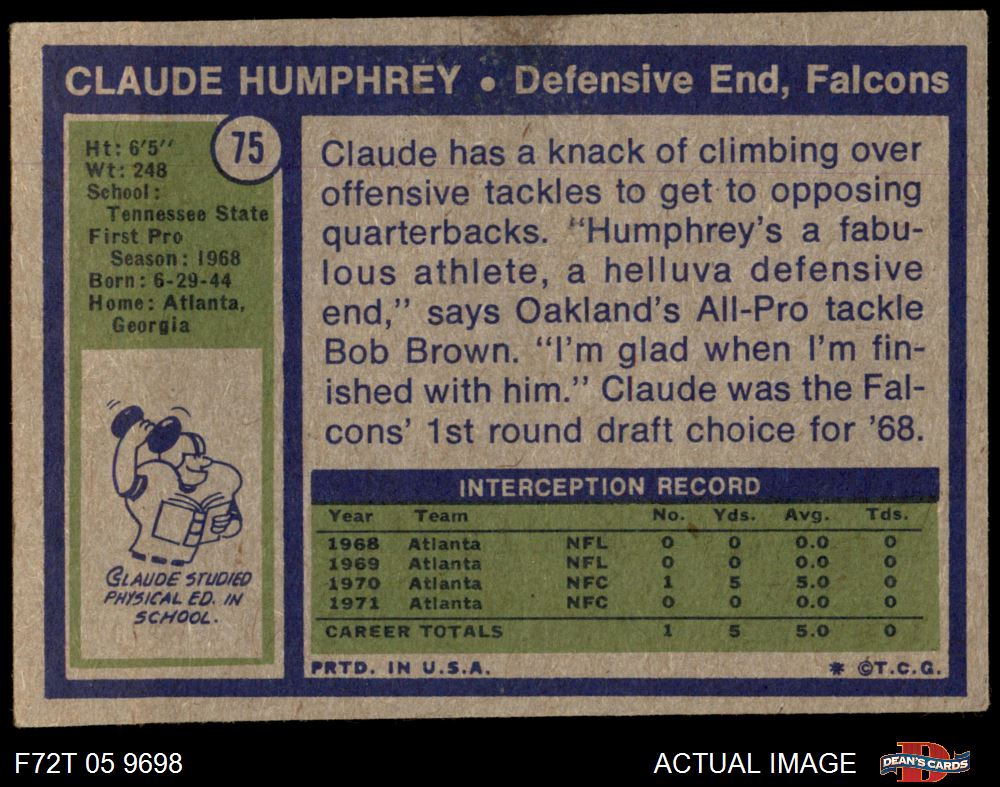 CLAUDE HUMPHREY • Defensive End, Falcons
75
Ht: 6'5"
Wt: 248
School:
Tennessee State
First Pro
Season: 1968
Born: 6-29-44
Home: Atlanta,
Georgia
CLAUDE STUDIED
PHYSICAL ED. IN
SCHOOL.
Claude has a knack of climbing over
offensive tackles to get to opposing
quarterbacks. "Humphrey's a fabu-
lous athlete, a helluva defensive
end," says Oakland's All-Pro tackle
Bob Brown. "I'm glad when I'm fin-
ished with him." Claude was the Fal-
cons' 1st round draft choice for '68.
INTERCEPTION RECORD
Year Team No. Yds. Avg. Tds.
1968 Atlanta NFL 0 0 0.0 0
1969 Atlanta NFL 0 0 0.0 0
1970 Atlanta NFC 1 5 5.0 0
1971 Atlanta NFC 0 0 0.0 0
CAREER TOTALS 1 5 5.0 0
PRTD. IN U.S.A. * ©T.C.G.
F72T 05 9698 ACTUAL IMAGE D DEAN'S CARDS